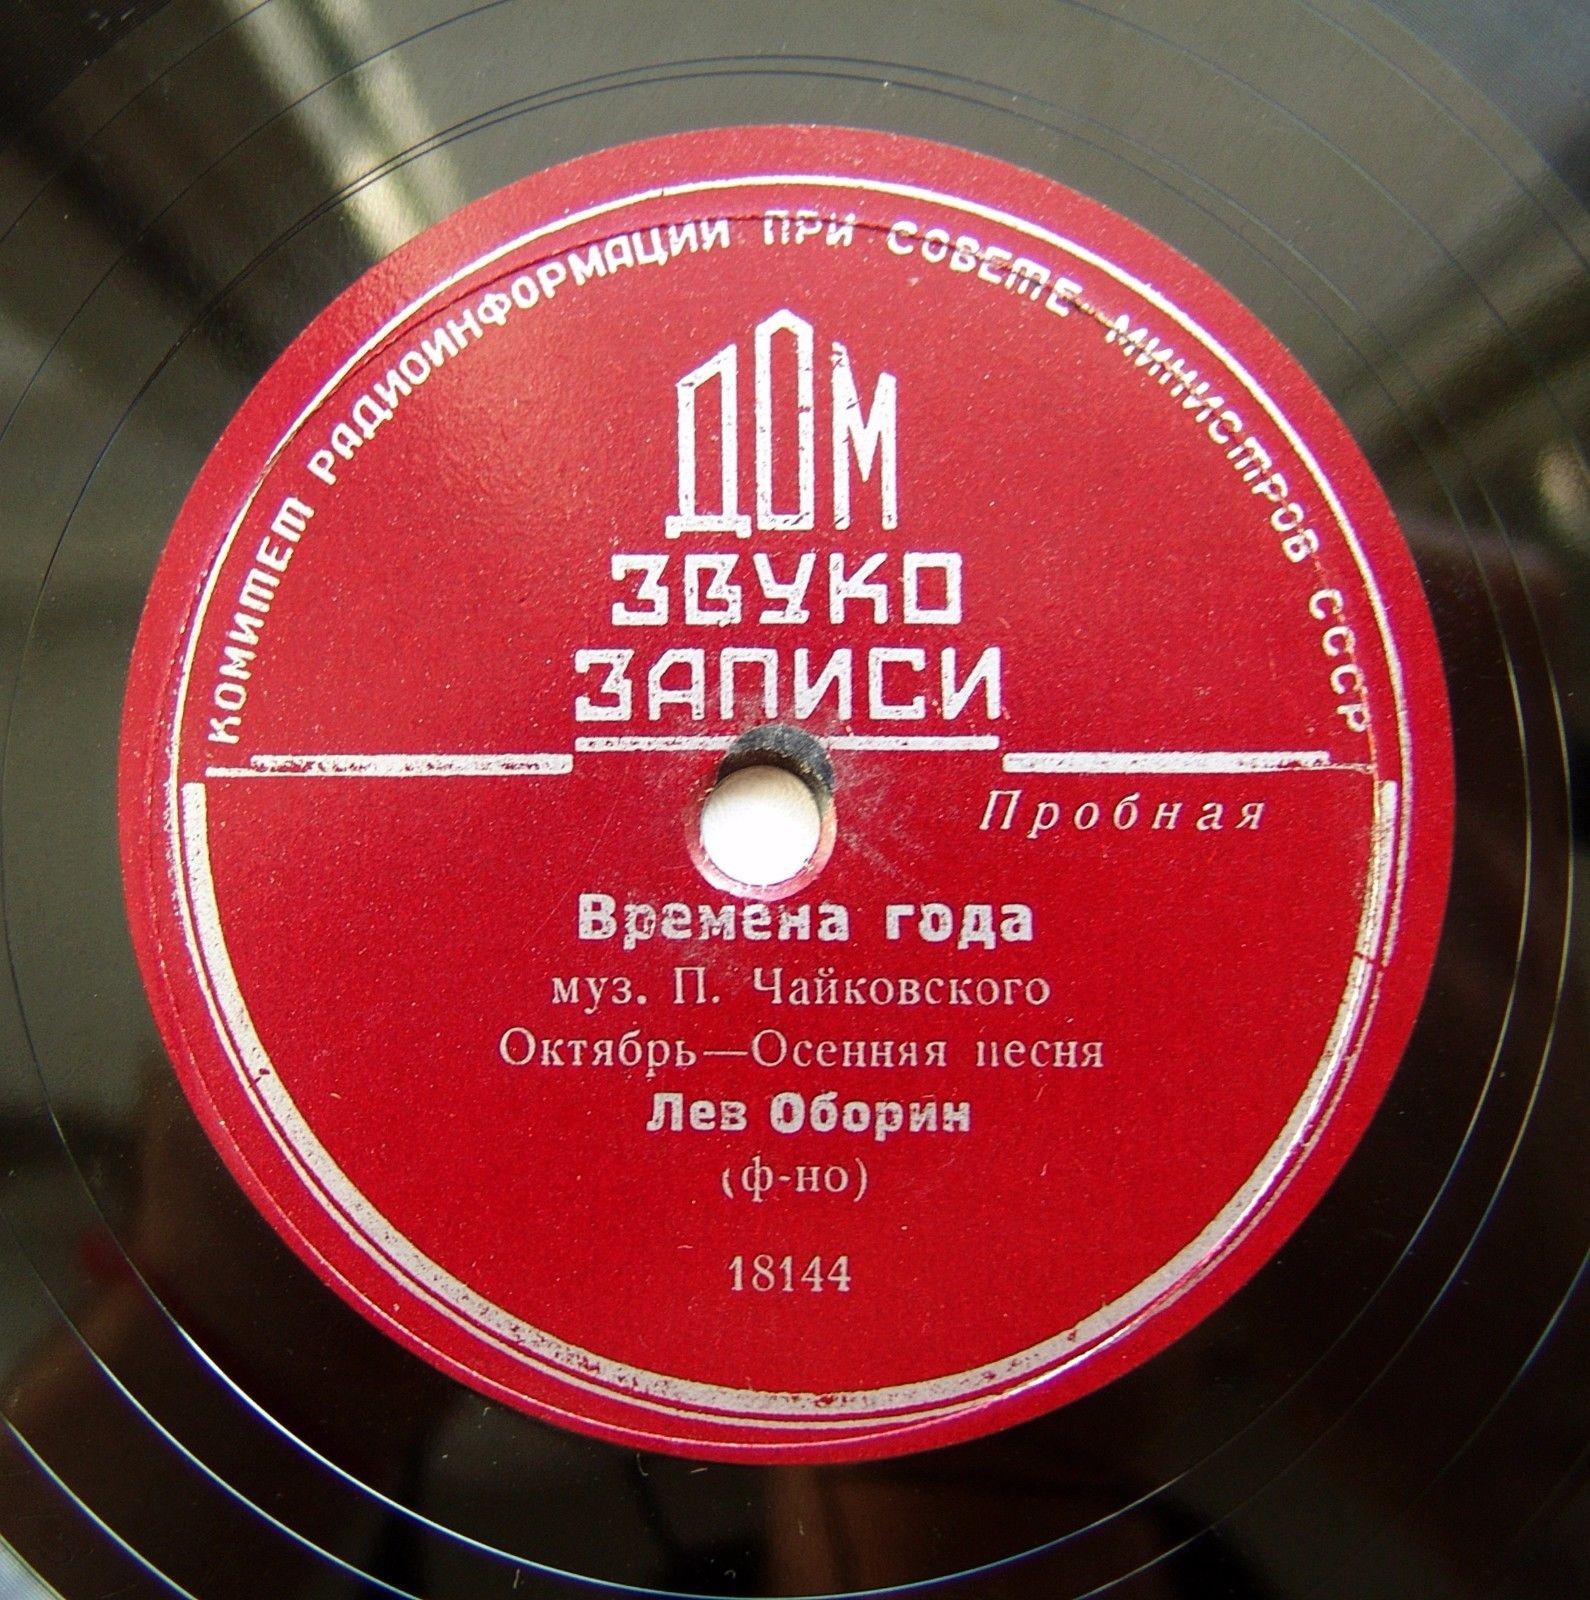 КОМИТЕТ РАДИОИНФОРМАЦИИ ПРИ СОВЕТЕ МИНИСТРОВ СССР
ДОМ
ЗВУКО
ЗАПИСИ
Пробная
Времена года
муз. П. Чайковского
Октябрь—Осенняя песня
Лев Оборин
(ф-но)
18144